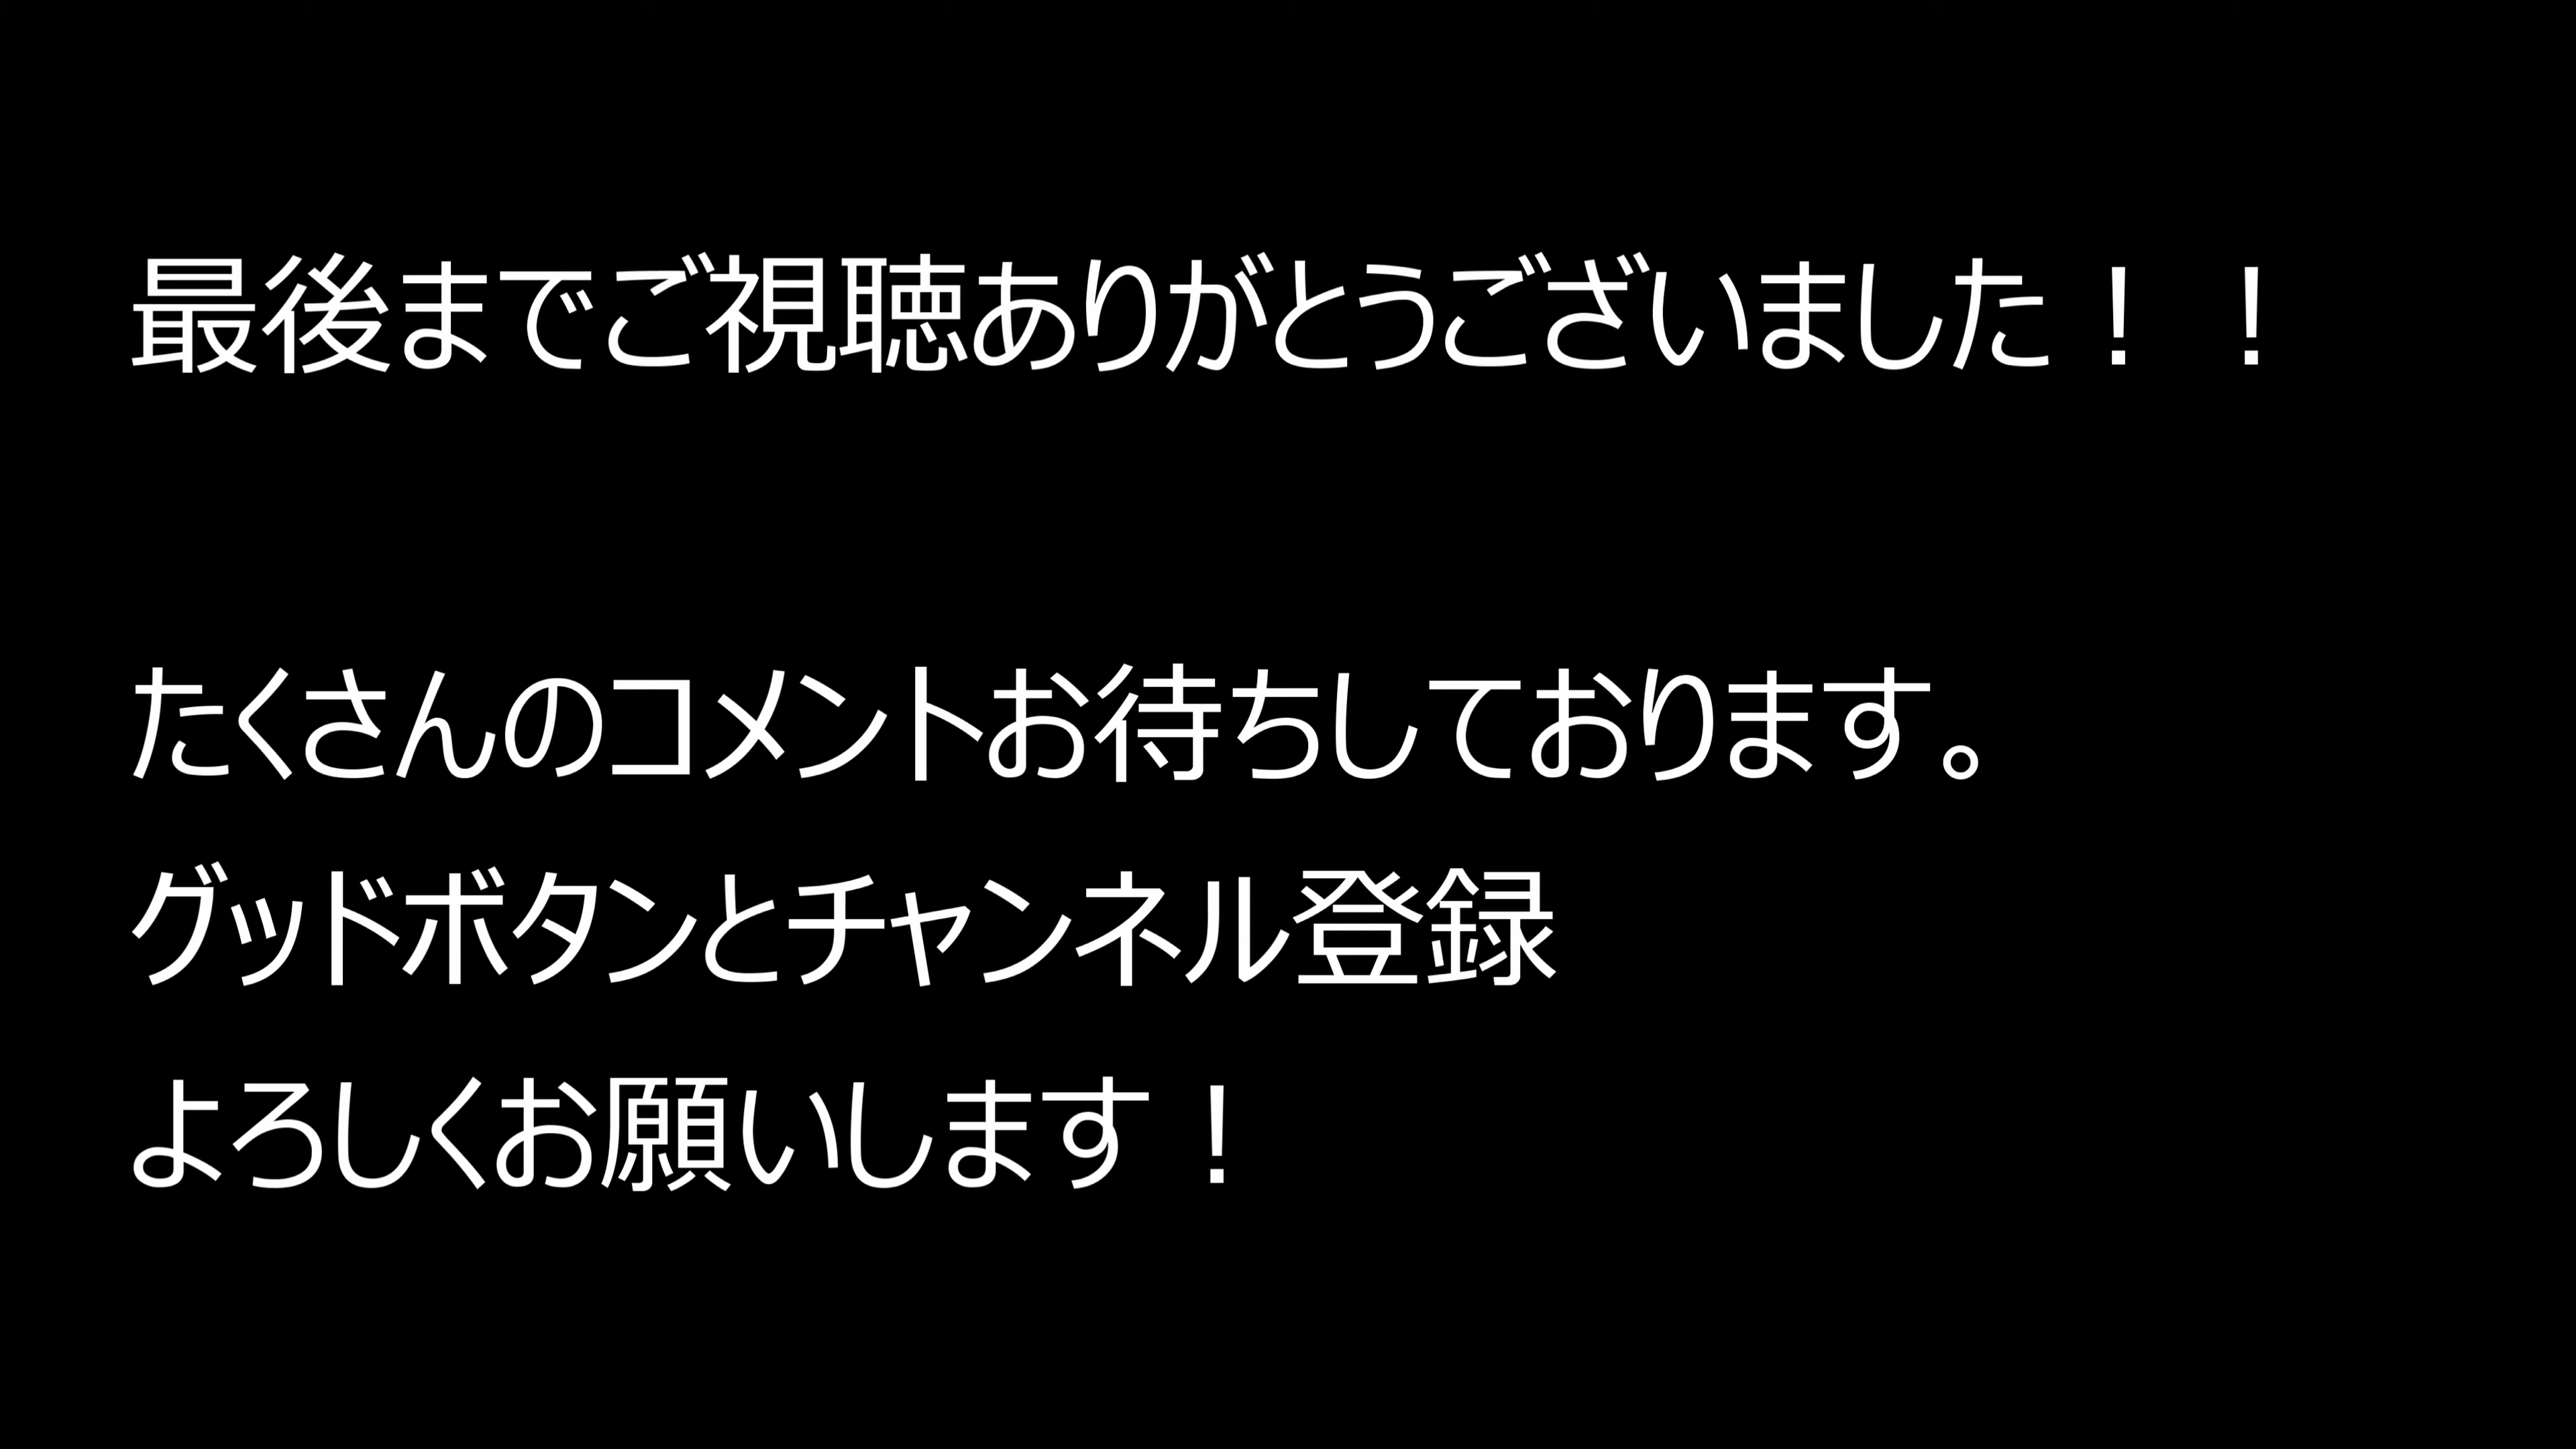 最後までご視聴ありがとうございました！！
たくさんのコメントお待ちしております。
グッドボタンとチャンネル登録
よろしくお願いします！